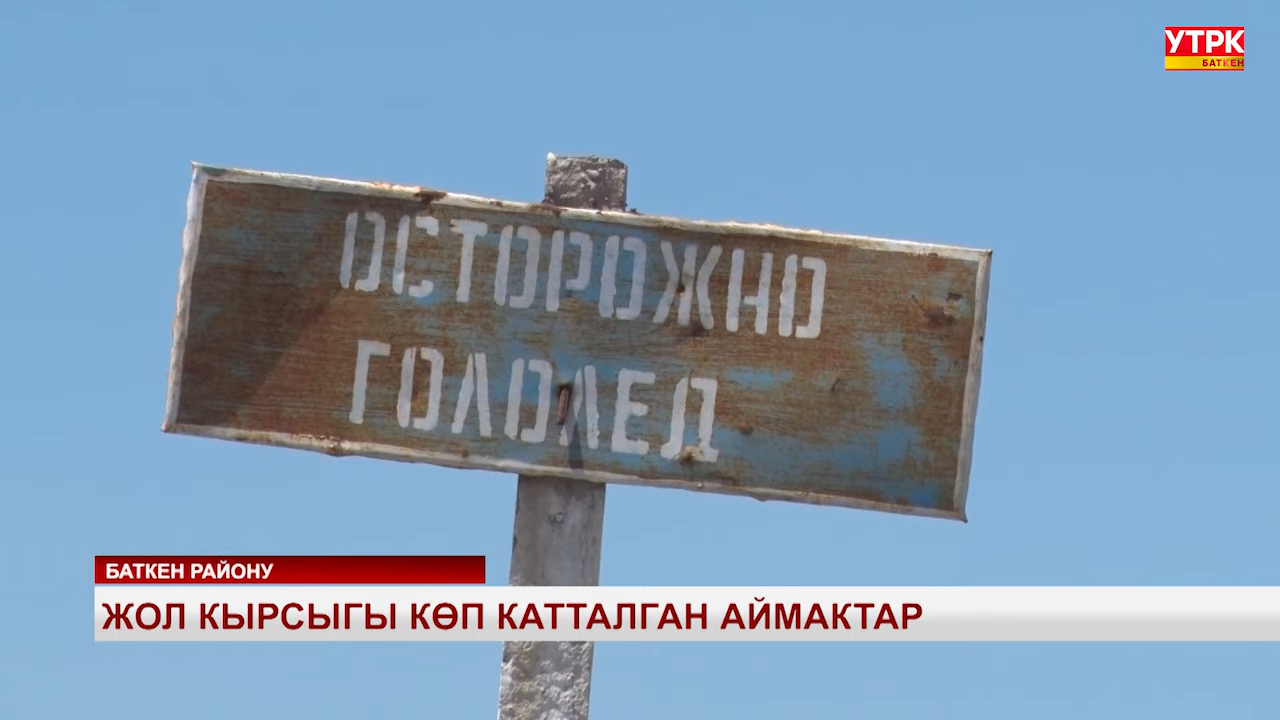 УТРК
БАТКЕН
ОСТОРОЖНО
ГОЛОЛЕД
БАТКЕН РАЙОНУ
ЖОЛ КЫРСЫГЫ КӨП КАТТАЛГАН АЙМАКТАР